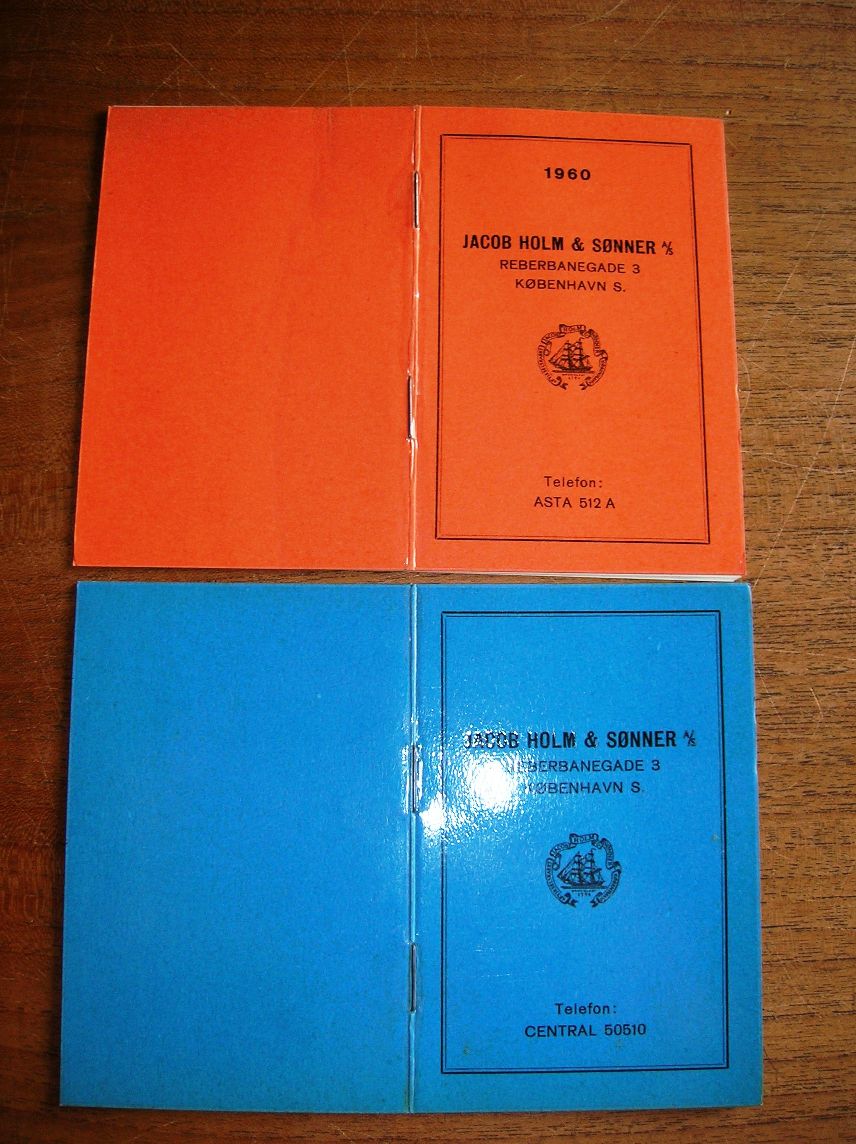 1960
JACOB HOLM & SØNNER A/S
REBERBANEGADE 3
KØBENHAVN S.
Telefon:
ASTA 512 A
JACOB HOLM & SØNNER A/S
REBERBANEGADE 3
KØBENHAVN S.
Telefon:
CENTRAL 50510